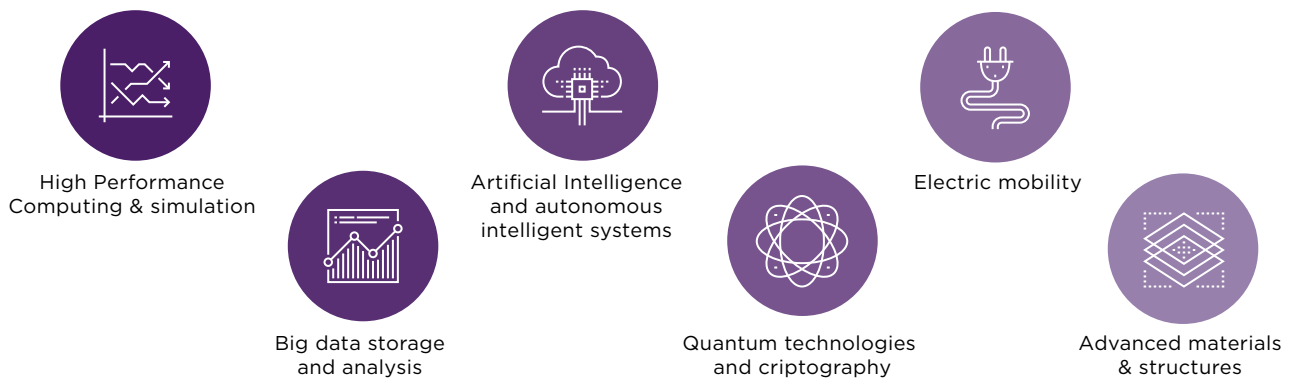 High Performance
Computing & simulation
Big data storage
and analysis
Artificial Intelligence
and autonomous
intelligent systems
Quantum technologies
and criptography
Electric mobility
Advanced materials
& structures